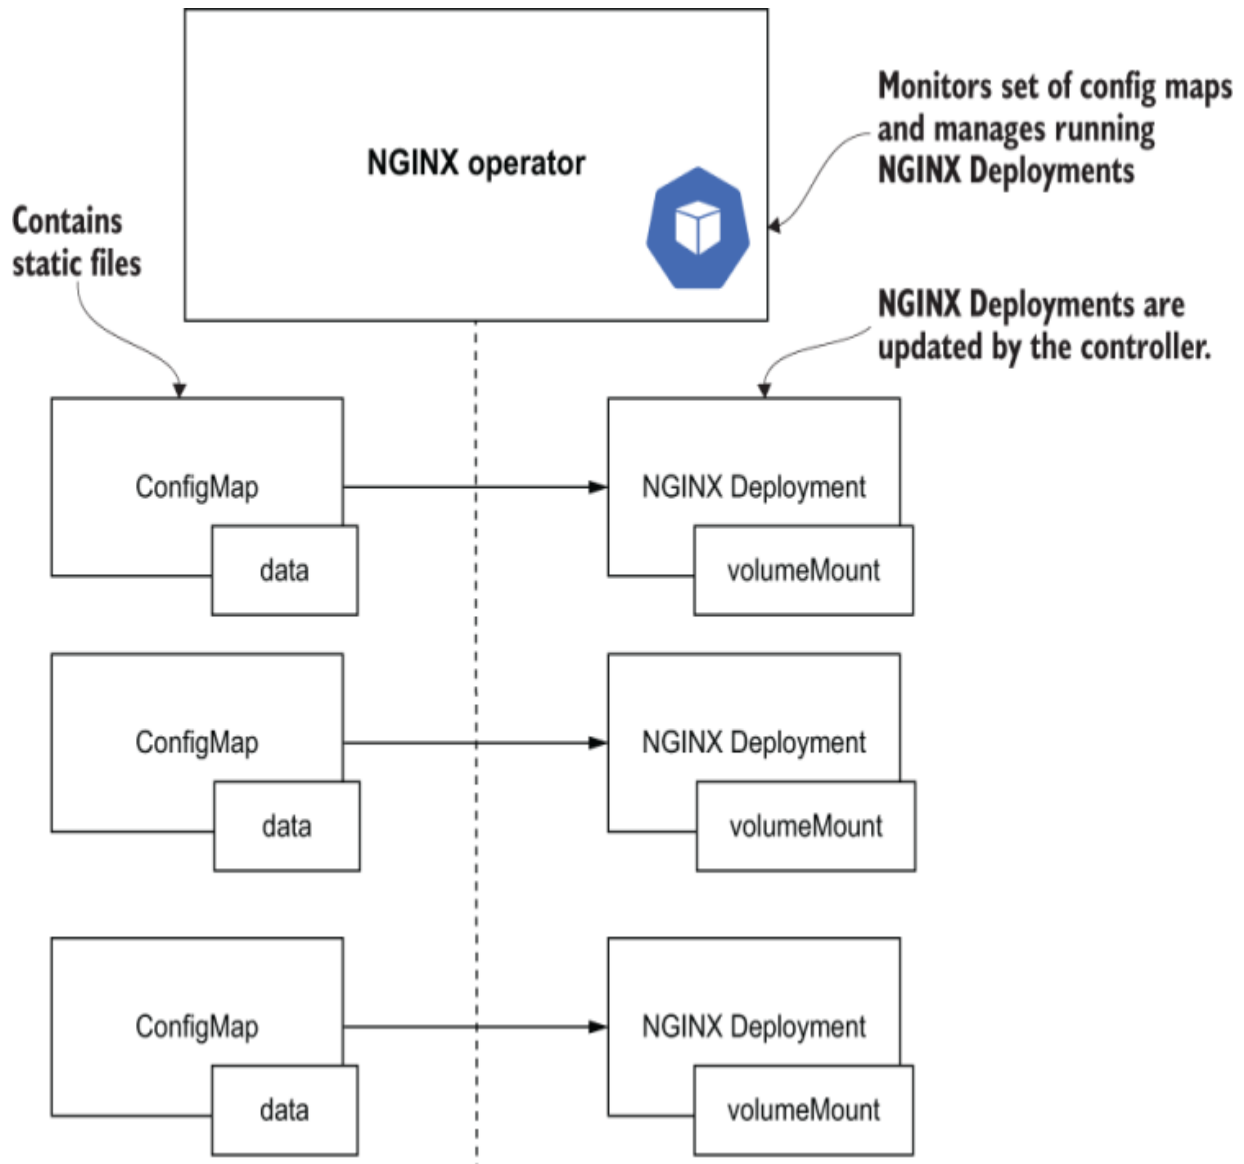 NGINX operator
Monitors set of config maps
and manages running
NGINX Deployments
Contains
static files
NGINX Deployments are
updated by the controller.
ConfigMap
data
NGINX Deployment
volumeMount
ConfigMap
data
NGINX Deployment
volumeMount
ConfigMap
data
NGINX Deployment
volumeMount